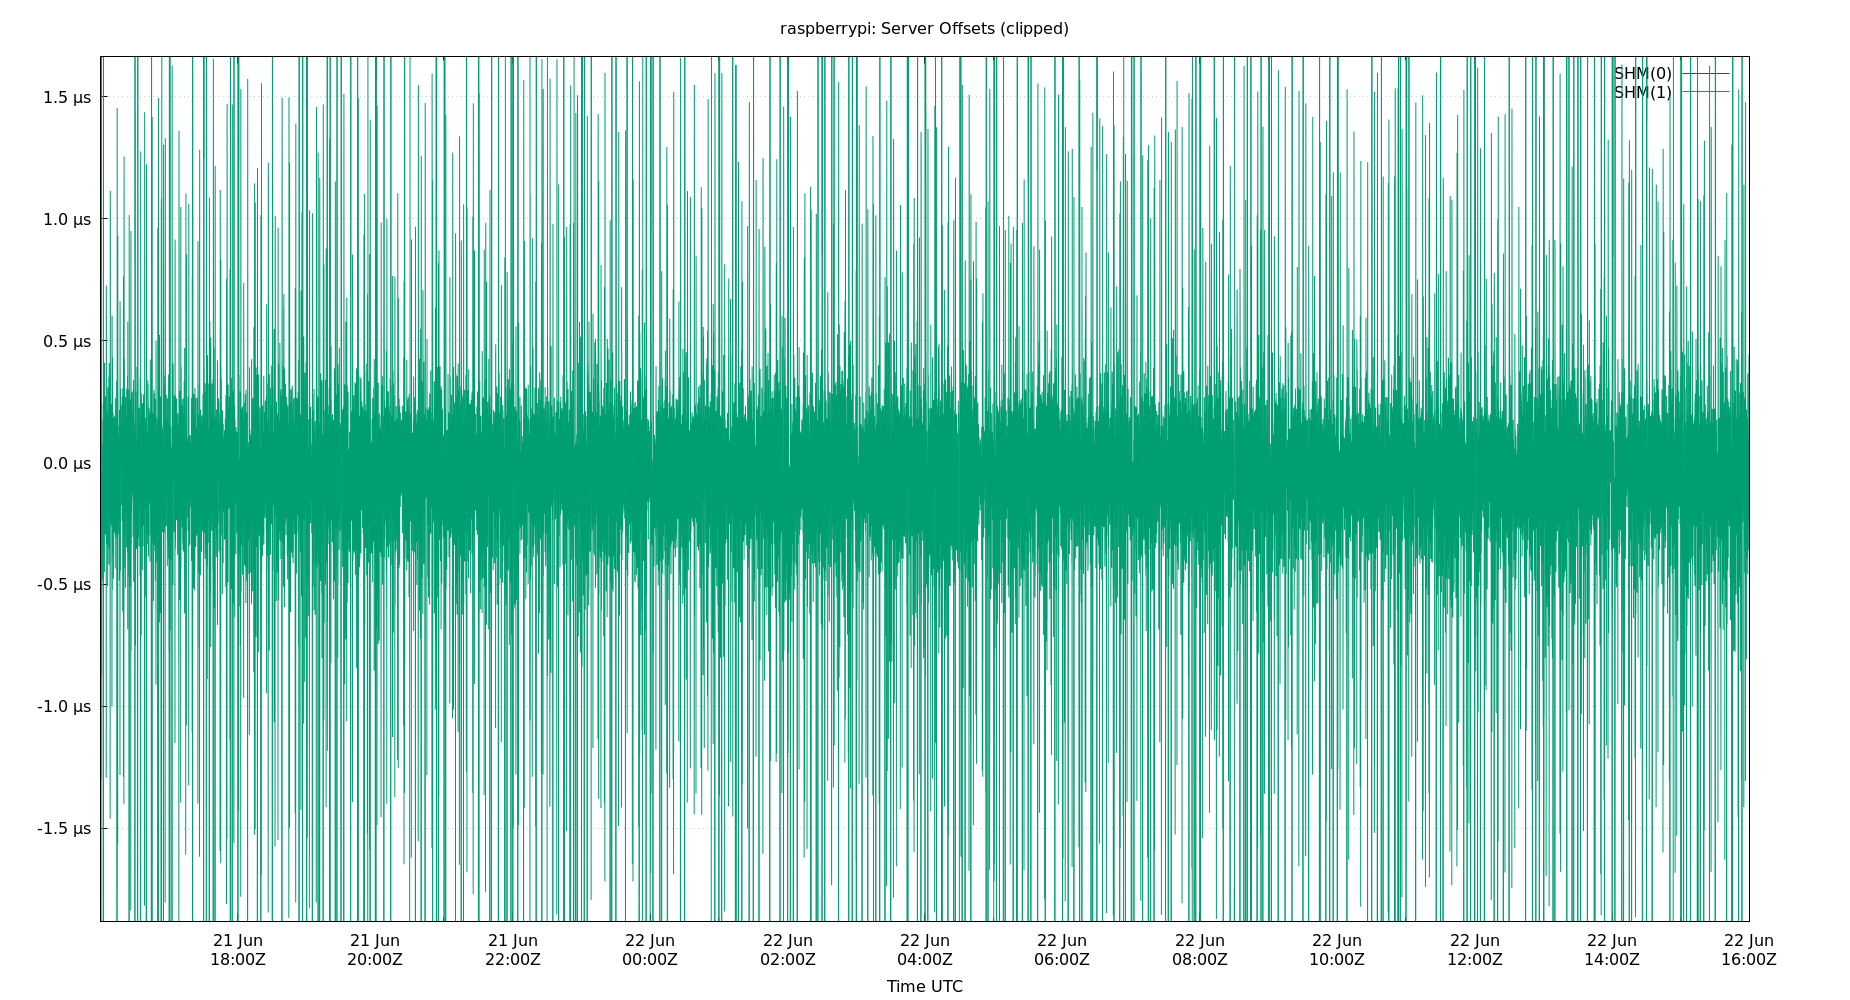 raspberrypi: Server Offsets (clipped)
SHM(0)
SHM(1)
1.5 μs
1.0 μs
0.5 μs
0.0 μs
-0.5 μs
-1.0 μs
-1.5 μs
21 Jun 21 Jun 21 Jun 22 Jun 22 Jun 22 Jun 22 Jun 22 Jun 22 Jun 22 Jun 22 Jun 22 Jun
18:00Z 20:00Z 22:00Z 00:00Z 02:00Z 04:00Z 06:00Z 08:00Z 10:00Z 12:00Z 14:00Z 16:00Z
Time UTC